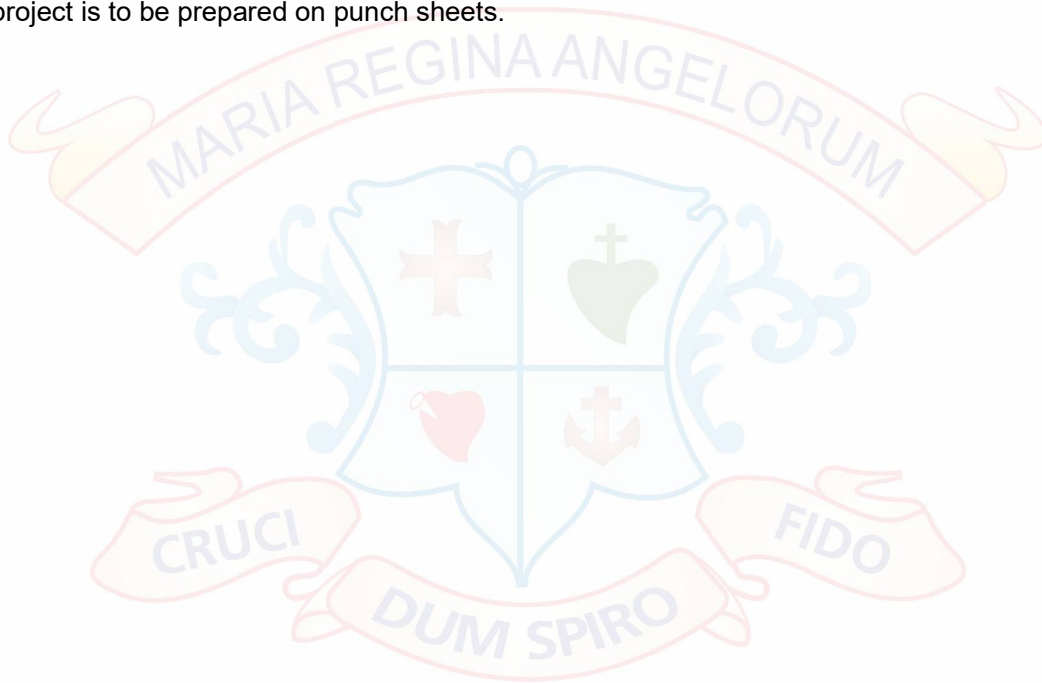 project is to be prepared on punch sheets.
MARIA REGINA ANGELORUM
CRUCI
DUM SPIRO
FIDO